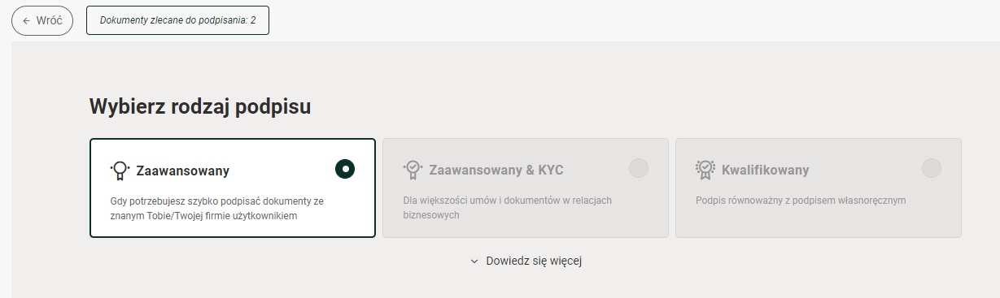 Wróć
Dokumenty zlecane do podpisania: 2
Wybierz rodzaj podpisu
Zaawansowany
Gdy potrzebujesz szybko podpisać dokumenty ze
znanym Tobie/Twojej firmie użytkownikiem
Zaawansowany & KYC
Dla większości umów i dokumentów w relacjach
biznesowych
Kwalifikowany
Podpis równoważny z podpisem własnoręcznym
Dowiedz się więcej